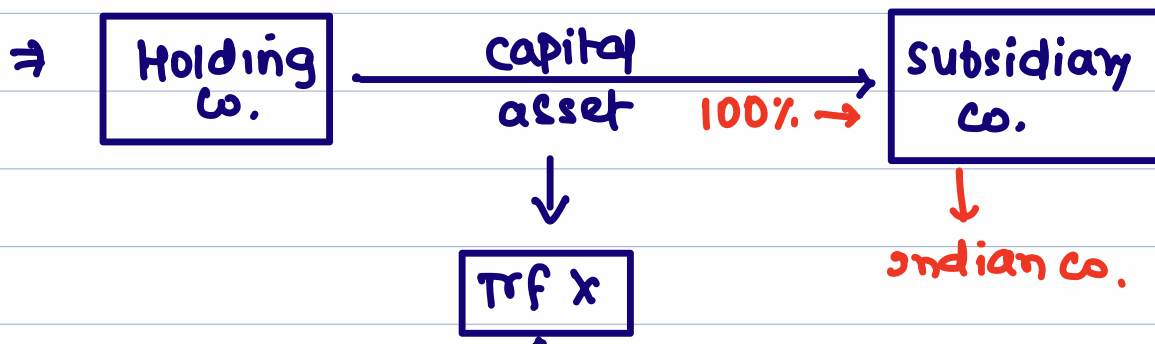 ⇒ Holding Co.
capital asset
100% →
Subsidiary co.
Indian co.
Trf x